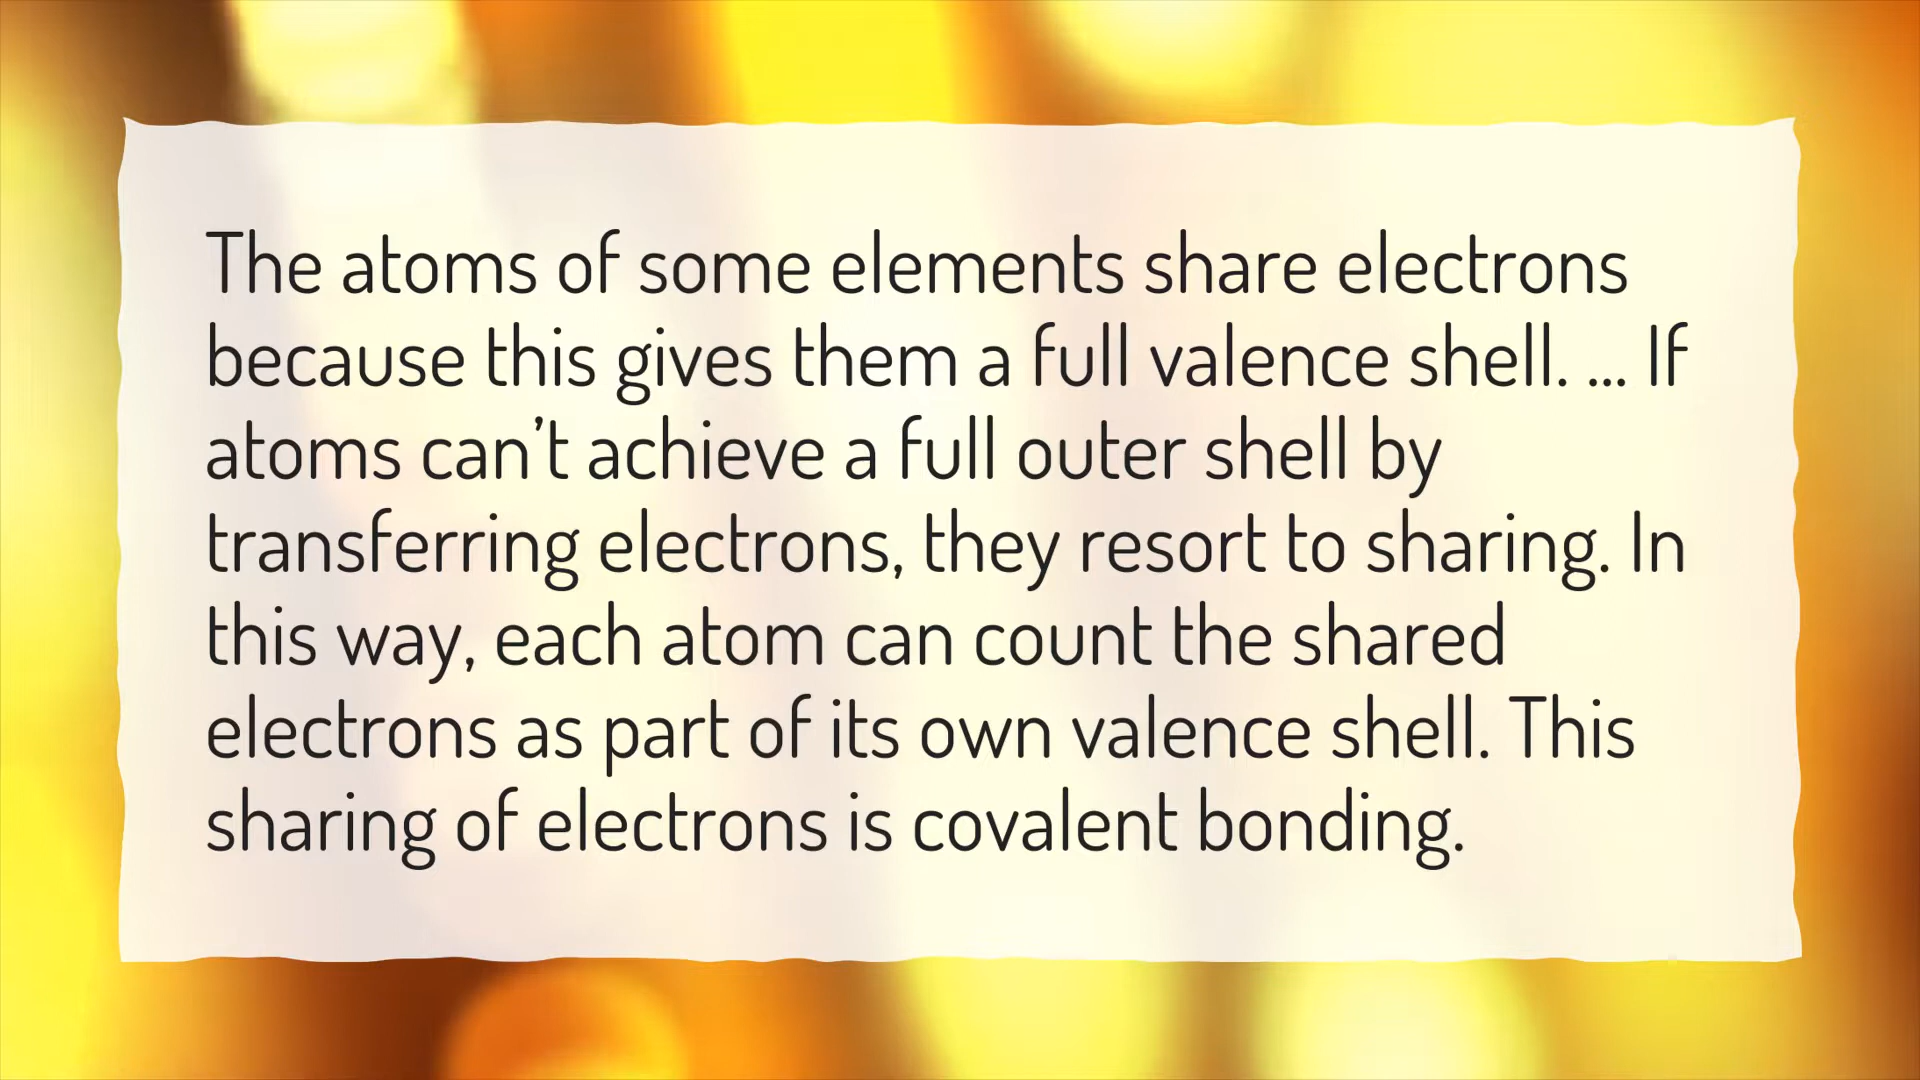 The atoms of some elements share electrons
because this gives them a full valence shell. ... If
atoms can’t achieve a full outer shell by
transferring electrons, they resort to sharing. In
this way, each atom can count the shared
electrons as part of its own valence shell. This
sharing of electrons is covalent bonding.